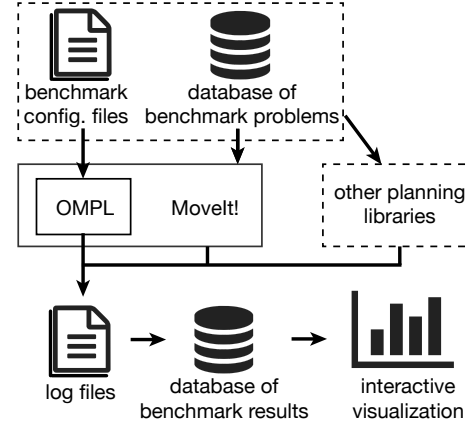 benchmark
config. files
database of
benchmark problems
OMPL
MoveIt!
other planning
libraries
log files
database of
benchmark results
interactive
visualization